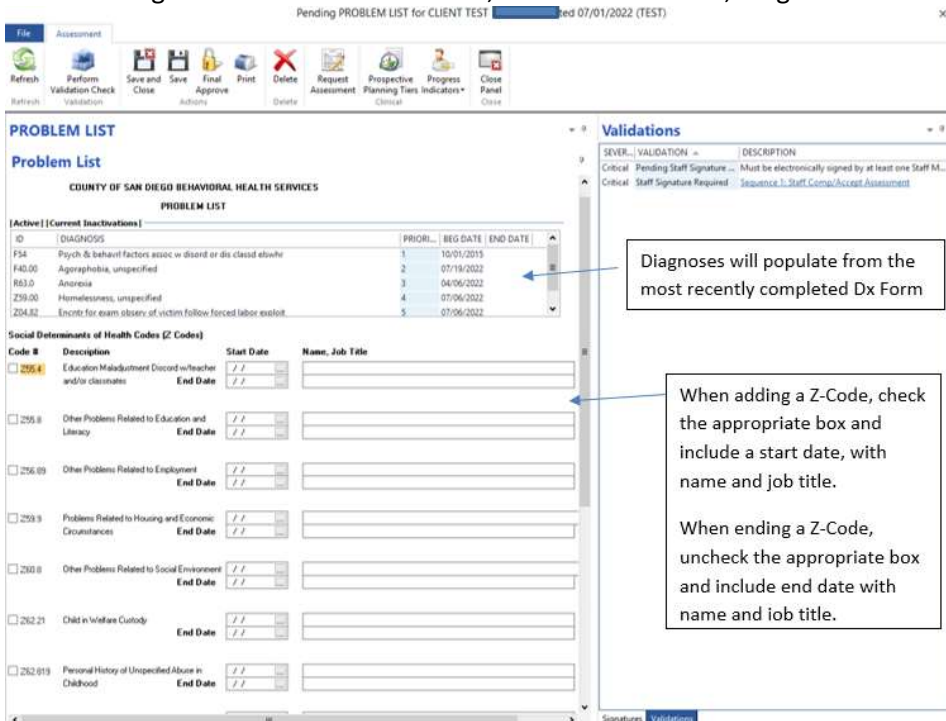 Pending PROBLEM LIST for CLIENT TEST ted 07/01/2022 (TEST)
File Assessment
Refresh Perform Validation Check Save and Close Save Final Approve Print Delete Request Assessment Prospective Planning Tiers Progress Indicators Close Panel
Refresh Validation Actions Delete Clinical Close
PROBLEM LIST
Problem List
COUNTY OF SAN DIEGO BEHAVIORAL HEALTH SERVICES
PROBLEM LIST
[Active] [Current Inactivations]
ID DIAGNOSIS PRIORI... BEG DATE END DATE
F54 Psych & behavrl factors assoc w disord or dis classd elswhr 1 10/01/2015
F40.00 Agoraphobia, unspecified 2 07/19/2022
R63.0 Anorexia 3 04/06/2022
Z59.00 Homelessness, unspecified 4 07/06/2022
Z04.82 Encntr for exam observ of victim follow forced labor exploit 5 07/06/2022
Social Determinants of Health Codes (Z Codes)
Code # Description Start Date Name, Job Title
Z55.4 Education Maladjustment Discord w/teacher / /
and/or classmates End Date / /
Z55.8 Other Problems Related to Education and / /
Literacy End Date / /
Z56.89 Other Problems Related to Employment / /
End Date / /
Z59.9 Problems Related to Housing and Economic / /
Circumstances End Date / /
Z60.8 Other Problems Related to Social Environment / /
End Date / /
Z62.21 Child in Welfare Custody / /
End Date / /
Z62.819 Personal History of Unspecified Abuse in / /
Childhood End Date / /
Validations
SEVER... VALIDATION DESCRIPTION
Critical Pending Staff Signature ... Must be electronically signed by at least one Staff M...
Critical Staff Signature Required Sequence 1: Staff Comp/Accept Assessment
Diagnoses will populate from the
most recently completed Dx Form
When adding a Z-Code, check
the appropriate box and
include a start date, with
name and job title.
When ending a Z-Code,
uncheck the appropriate box
and include end date with
name and job title.
Signatures Validations